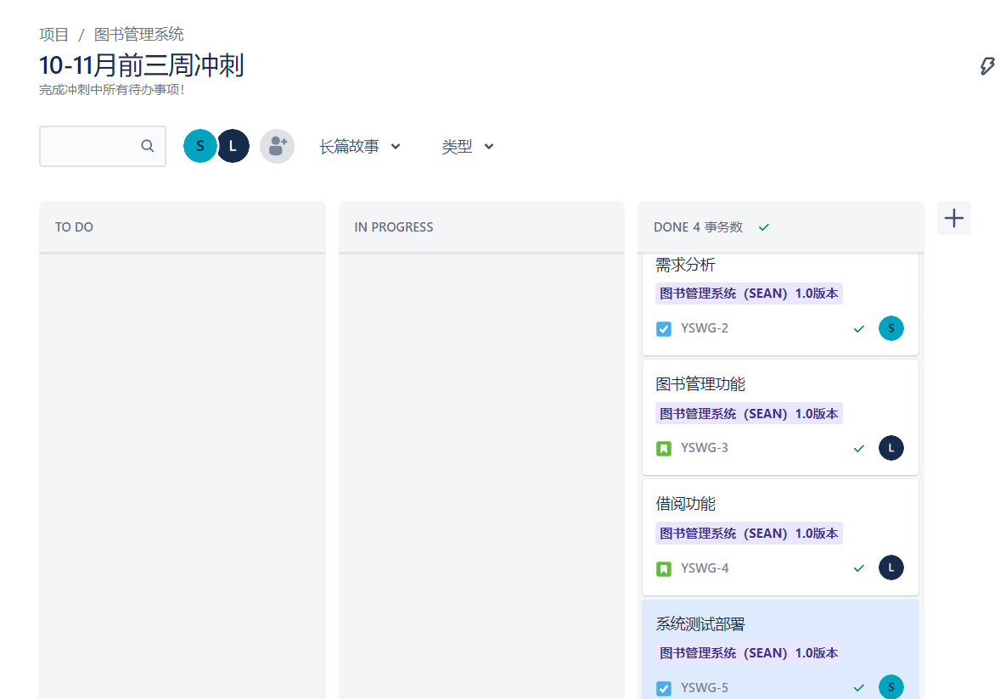 项目 / 图书管理系统
10-11月前三周冲刺
完成冲刺中所有待办事项!
S L 长篇故事 类型
TO DO
IN PROGRESS
DONE 4 事务数
需求分析
图书管理系统（SEAN）1.0版本
YSWG-2 S
图书管理功能
图书管理系统（SEAN）1.0版本
YSWG-3 L
借阅功能
图书管理系统（SEAN）1.0版本
YSWG-4 L
系统测试部署
图书管理系统（SEAN）1.0版本
YSWG-5 S